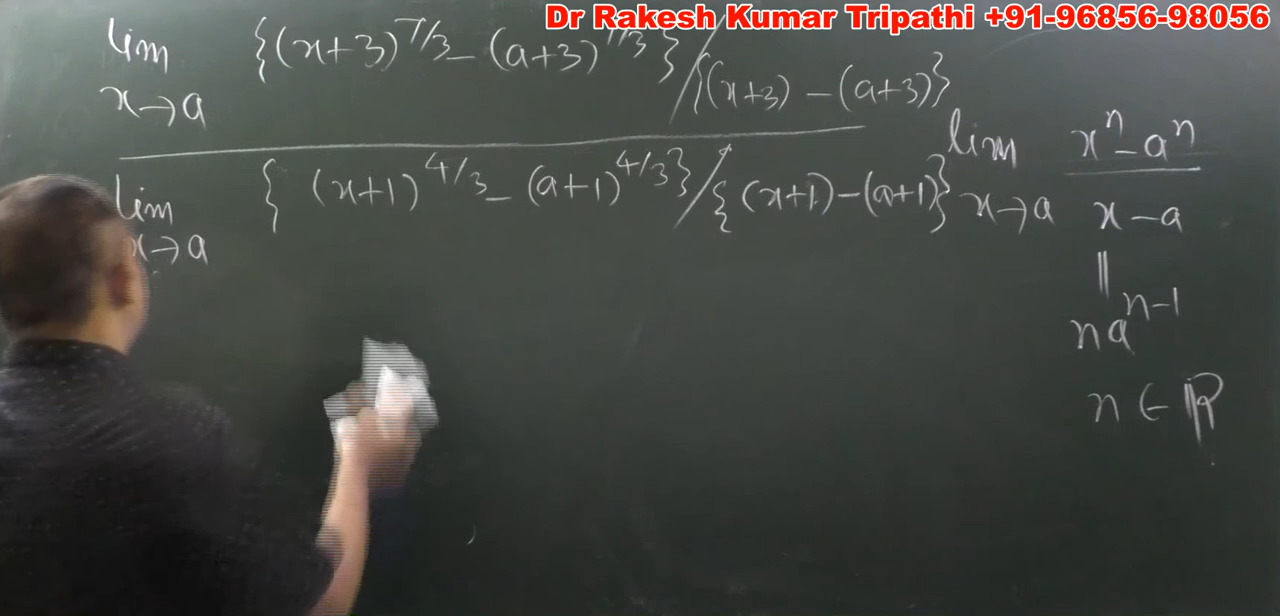 Dr Rakesh Kumar Tripathi +91-96856-98056
lim {(x+3)^7/3 - (a+3)^7/3} / {(x+3) - (a+3)}
x→a
lim { (x+1)^4/3 - (a+1)^4/3} / {(x+1)-(a+1)}
x→a
lim x^n - a^n
x→a x - a
||
na^n-1
n ∈ ℝ